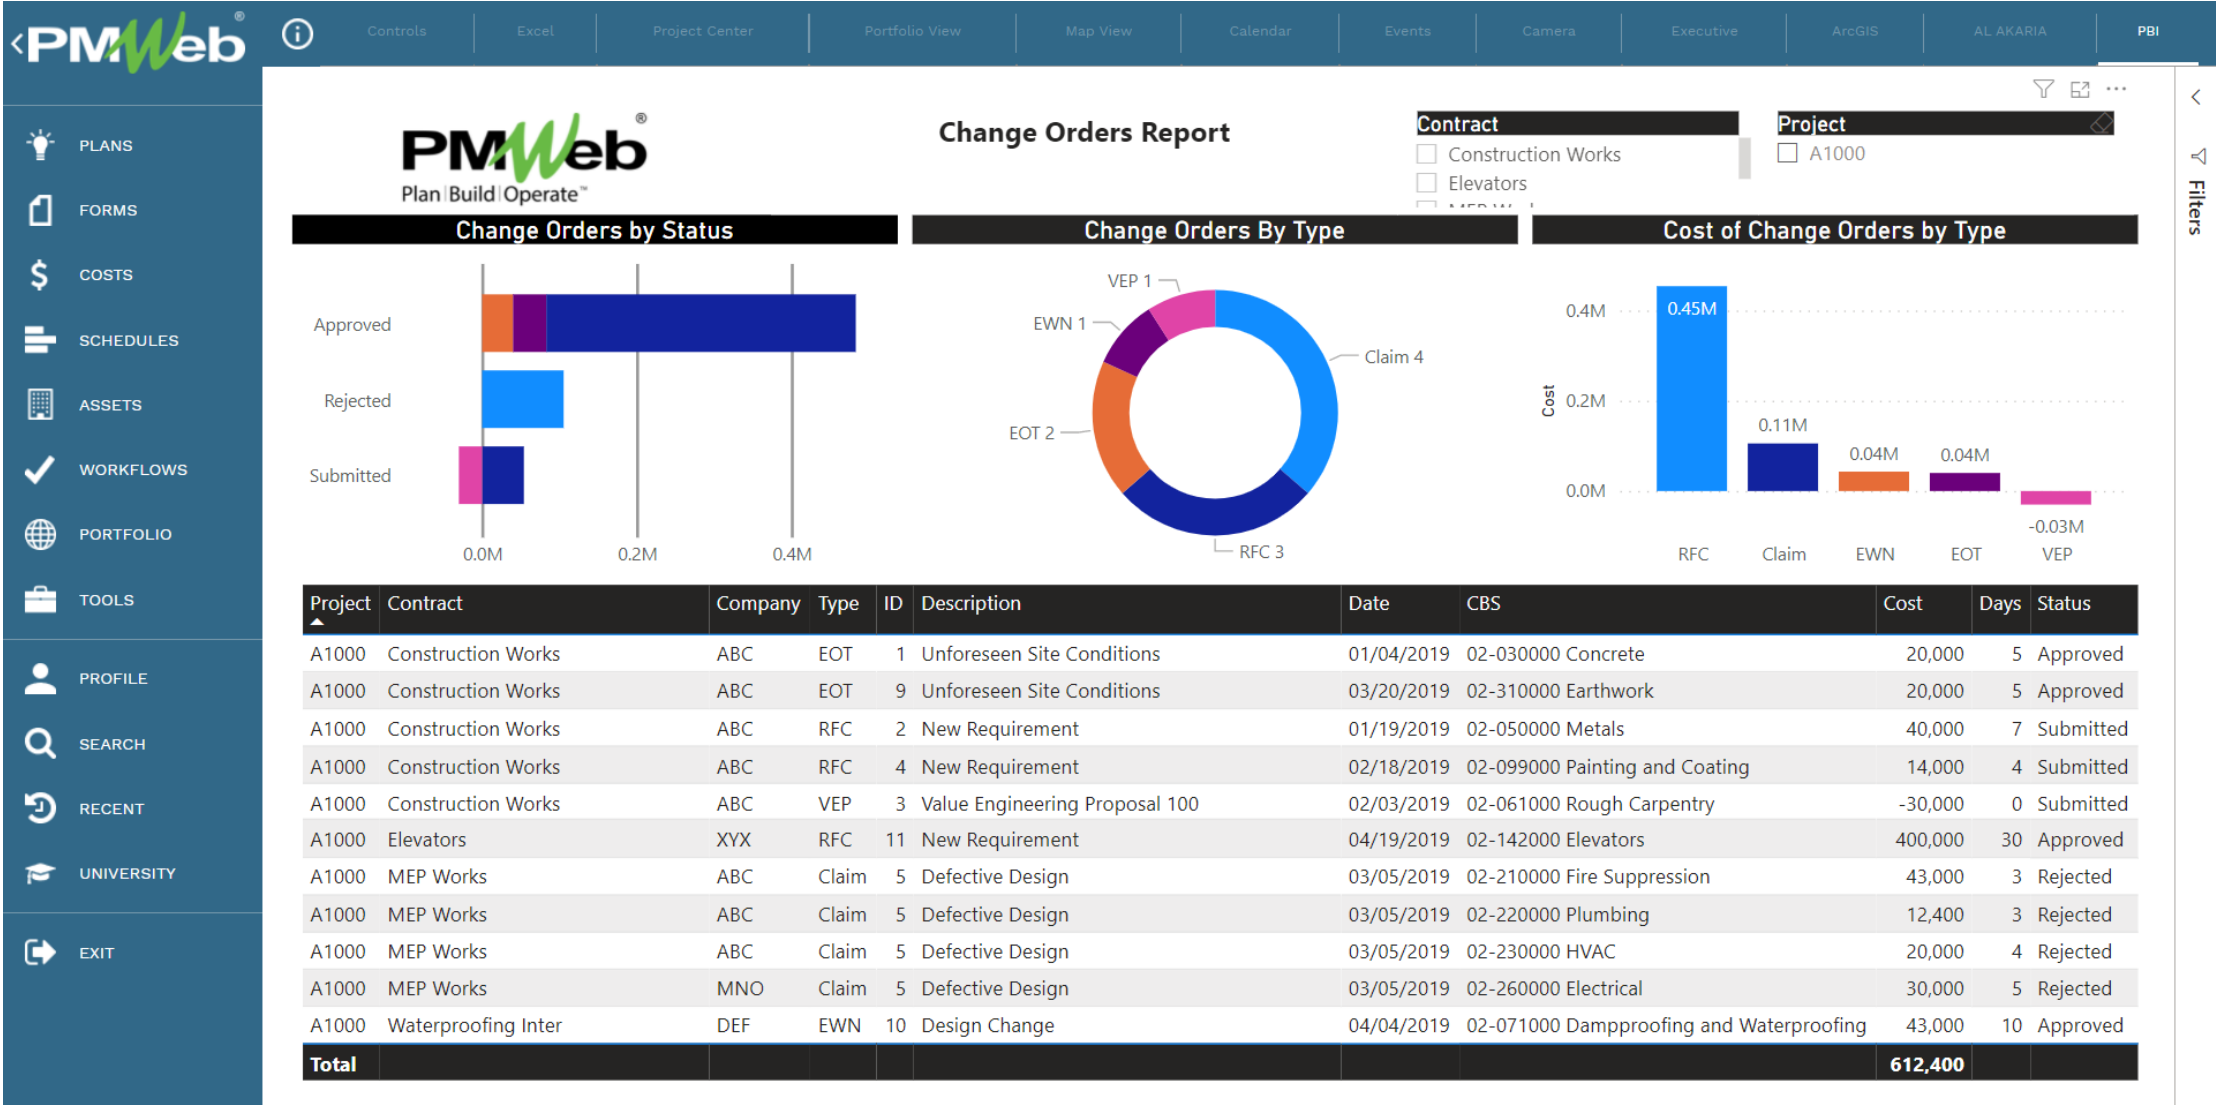 PMWeb®
Controls
Excel
Project Center
Portfolio View
Map View
Calendar
Events
Camera
Executive
ArcGIS
AL AKARIA
PBI
PLANS
FORMS
COSTS
SCHEDULES
ASSETS
WORKFLOWS
PORTFOLIO
TOOLS
PROFILE
SEARCH
RECENT
UNIVERSITY
EXIT
PMWeb®
Plan|Build|Operate™
Change Orders Report
Contract
Construction Works
Elevators
Project
A1000
Filters
Change Orders by Status
Approved
Rejected
Submitted
0.0M 0.2M 0.4M
Change Orders By Type
VEP 1
EWN 1
Claim 4
EOT 2
RFC 3
Cost of Change Orders by Type
Cost
0.4M
0.2M
0.0M
0.45M
0.11M
0.04M
0.04M
-0.03M
RFC Claim EWN EOT VEP
Project Contract Company Type ID Description Date CBS Cost Days Status
A1000 Construction Works ABC EOT 1 Unforeseen Site Conditions 01/04/2019 02-030000 Concrete 20,000 5 Approved
A1000 Construction Works ABC EOT 9 Unforeseen Site Conditions 03/20/2019 02-310000 Earthwork 20,000 5 Approved
A1000 Construction Works ABC RFC 2 New Requirement 01/19/2019 02-050000 Metals 40,000 7 Submitted
A1000 Construction Works ABC RFC 4 New Requirement 02/18/2019 02-099000 Painting and Coating 14,000 4 Submitted
A1000 Construction Works ABC VEP 3 Value Engineering Proposal 100 02/03/2019 02-061000 Rough Carpentry -30,000 0 Submitted
A1000 Elevators XYX RFC 11 New Requirement 04/19/2019 02-142000 Elevators 400,000 30 Approved
A1000 MEP Works ABC Claim 5 Defective Design 03/05/2019 02-210000 Fire Suppression 43,000 3 Rejected
A1000 MEP Works ABC Claim 5 Defective Design 03/05/2019 02-220000 Plumbing 12,400 3 Rejected
A1000 MEP Works ABC Claim 5 Defective Design 03/05/2019 02-230000 HVAC 20,000 4 Rejected
A1000 MEP Works MNO Claim 5 Defective Design 03/05/2019 02-260000 Electrical 30,000 5 Rejected
A1000 Waterproofing Inter DEF EWN 10 Design Change 04/04/2019 02-071000 Dampproofing and Waterproofing 43,000 10 Approved
Total 612,400